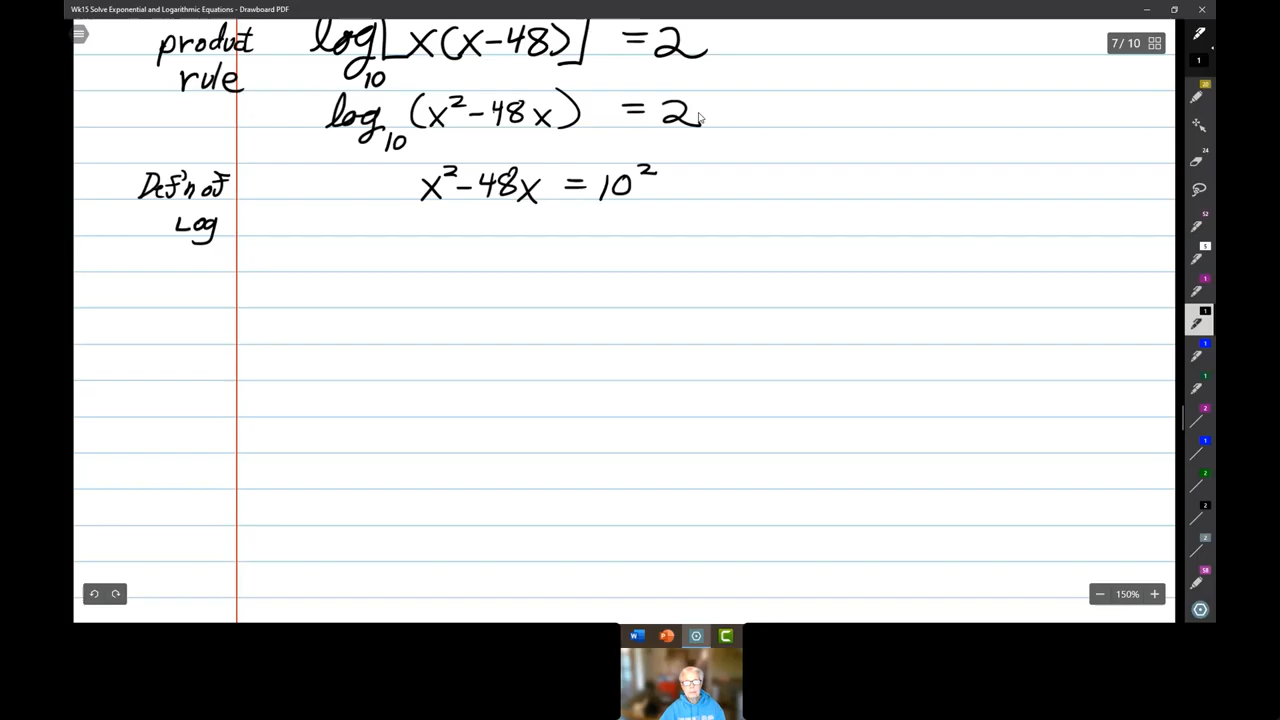 Wk15 Solve Exponential and Logarithmic Equations - Drawboard PDF
7 / 10
product log₁₀[x(x-48)] = 2
rule
log₁₀(x²-48x) = 2
Def'n of x²-48x = 10²
Log
150%